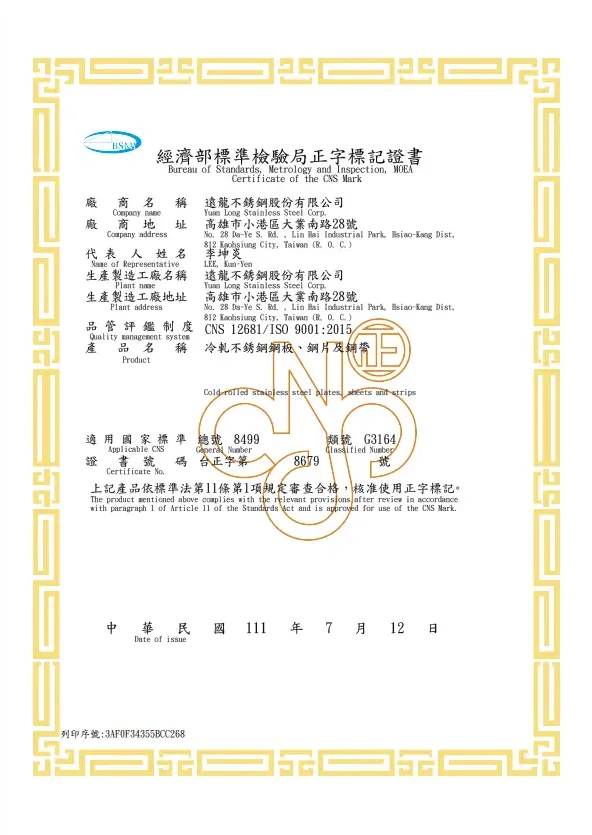 BSMI
經濟部標準檢驗局正字標記證書
Bureau of Standards, Metrology and Inspection, MOEA
Certificate of the CNS Mark
廠商名稱 遠龍不銹鋼股份有限公司
Company name Yuan Long Stainless Steel Corp.
廠商地址 高雄市小港區大業南路28號
Company address No. 28 Da-Ye S. Rd. , Lin Hai Industrial Park, Hsiao-Kang Dist,
812 Kaohsiung City, Taiwan (R. O. C.)
代表人姓名 李坤炎
Name of Representative LEE, Kun-Yen
生產製造工廠名稱 遠龍不銹鋼股份有限公司
Plant name Yuan Long Stainless Steel Corp.
生產製造工廠地址 高雄市小港區大業南路28號
Plant address No. 28 Da-Ye S. Rd. , Lin Hai Industrial Park, Hsiao-Kang Dist,
812 Kaohsiung City, Taiwan (R. O. C.)
品管評鑑制度 CNS 12681/ISO 9001:2015
Quality management system
產品名稱 冷軋不銹鋼鋼板、鋼片及鋼帶
Product
正
CNS
Cold-rolled stainless steel plates, sheets and strips
適用國家標準 總號 8499 類號 G3164
Applicable CNS General Number Classified Number
證書號碼 台正字第 8679 號
Certificate No.
上記產品依標準法第11條第1項規定審查合格，核准使用正字標記。
The product mentioned above complies with the relevant provisions after review in accordance
with paragraph 1 of Article 11 of the Standards Act and is approved for use of the CNS Mark.
中華民國 111 年 7 月 12 日
Date of issue
列印序號:3AF0F34355BCC268